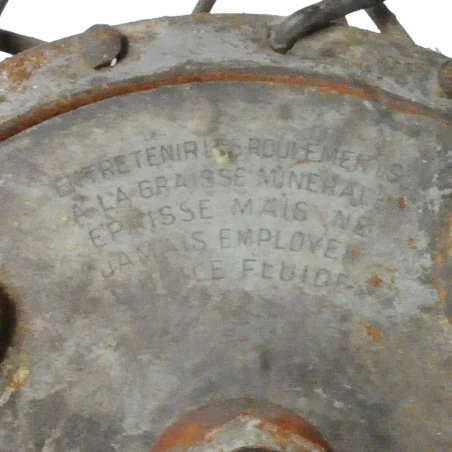 ENTRETENIR LES ROULEMENTS
A LA GRAISSE MINERALE
EPAISSE MAIS NE
JAMAIS EMPLOYER
LE FLUIDE